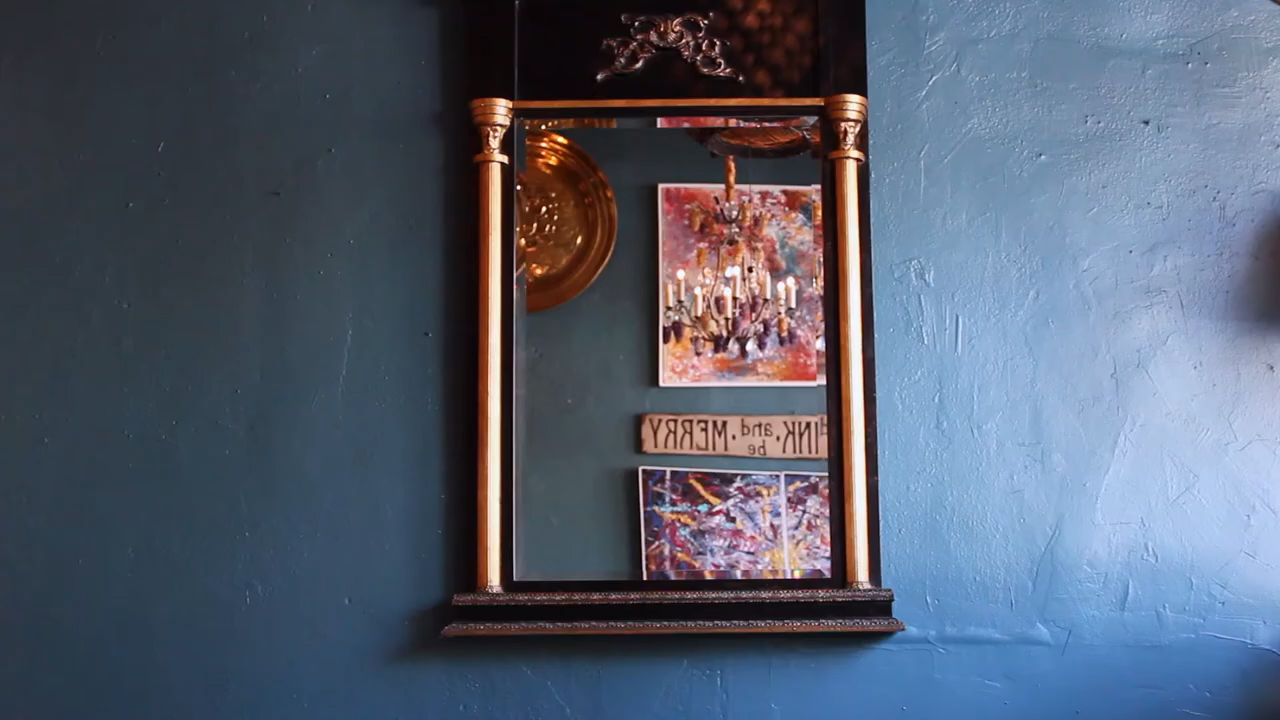 INK • and • MERRY
be